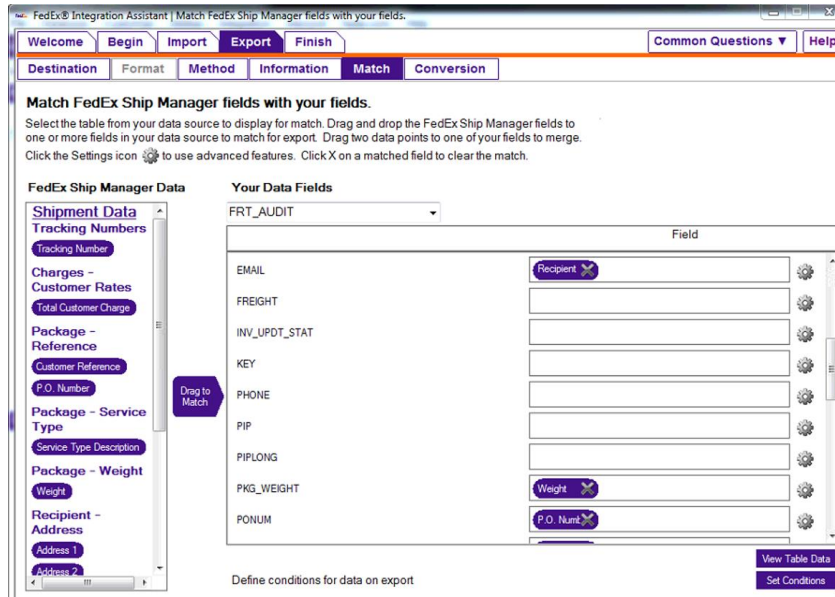 FedEx® Integration Assistant | Match FedEx Ship Manager fields with your fields.
Welcome Begin Import Export Finish Common Questions ▼ Help
Destination Format Method Information Match Conversion
Match FedEx Ship Manager fields with your fields.
Select the table from your data source to display for match. Drag and drop the FedEx Ship Manager fields to
one or more fields in your data source to match for export. Drag two data points to one of your fields to merge.
Click the Settings icon to use advanced features. Click X on a matched field to clear the match.
FedEx Ship Manager Data
Shipment Data
Tracking Numbers
Tracking Number
Charges -
Customer Rates
Total Customer Charge
Package -
Reference
Customer Reference
P.O. Number
Package - Service
Type
Service Type Description
Package - Weight
Weight
Recipient -
Address
Address 1
Address 2
Drag to
Match
Your Data Fields
FRT_AUDIT
Field
EMAIL Recipient
FREIGHT
INV_UPDT_STAT
KEY
PHONE
PIP
PIPLONG
PKG_WEIGHT Weight
PONUM P.O. Numb
View Table Data
Define conditions for data on export
Set Conditions